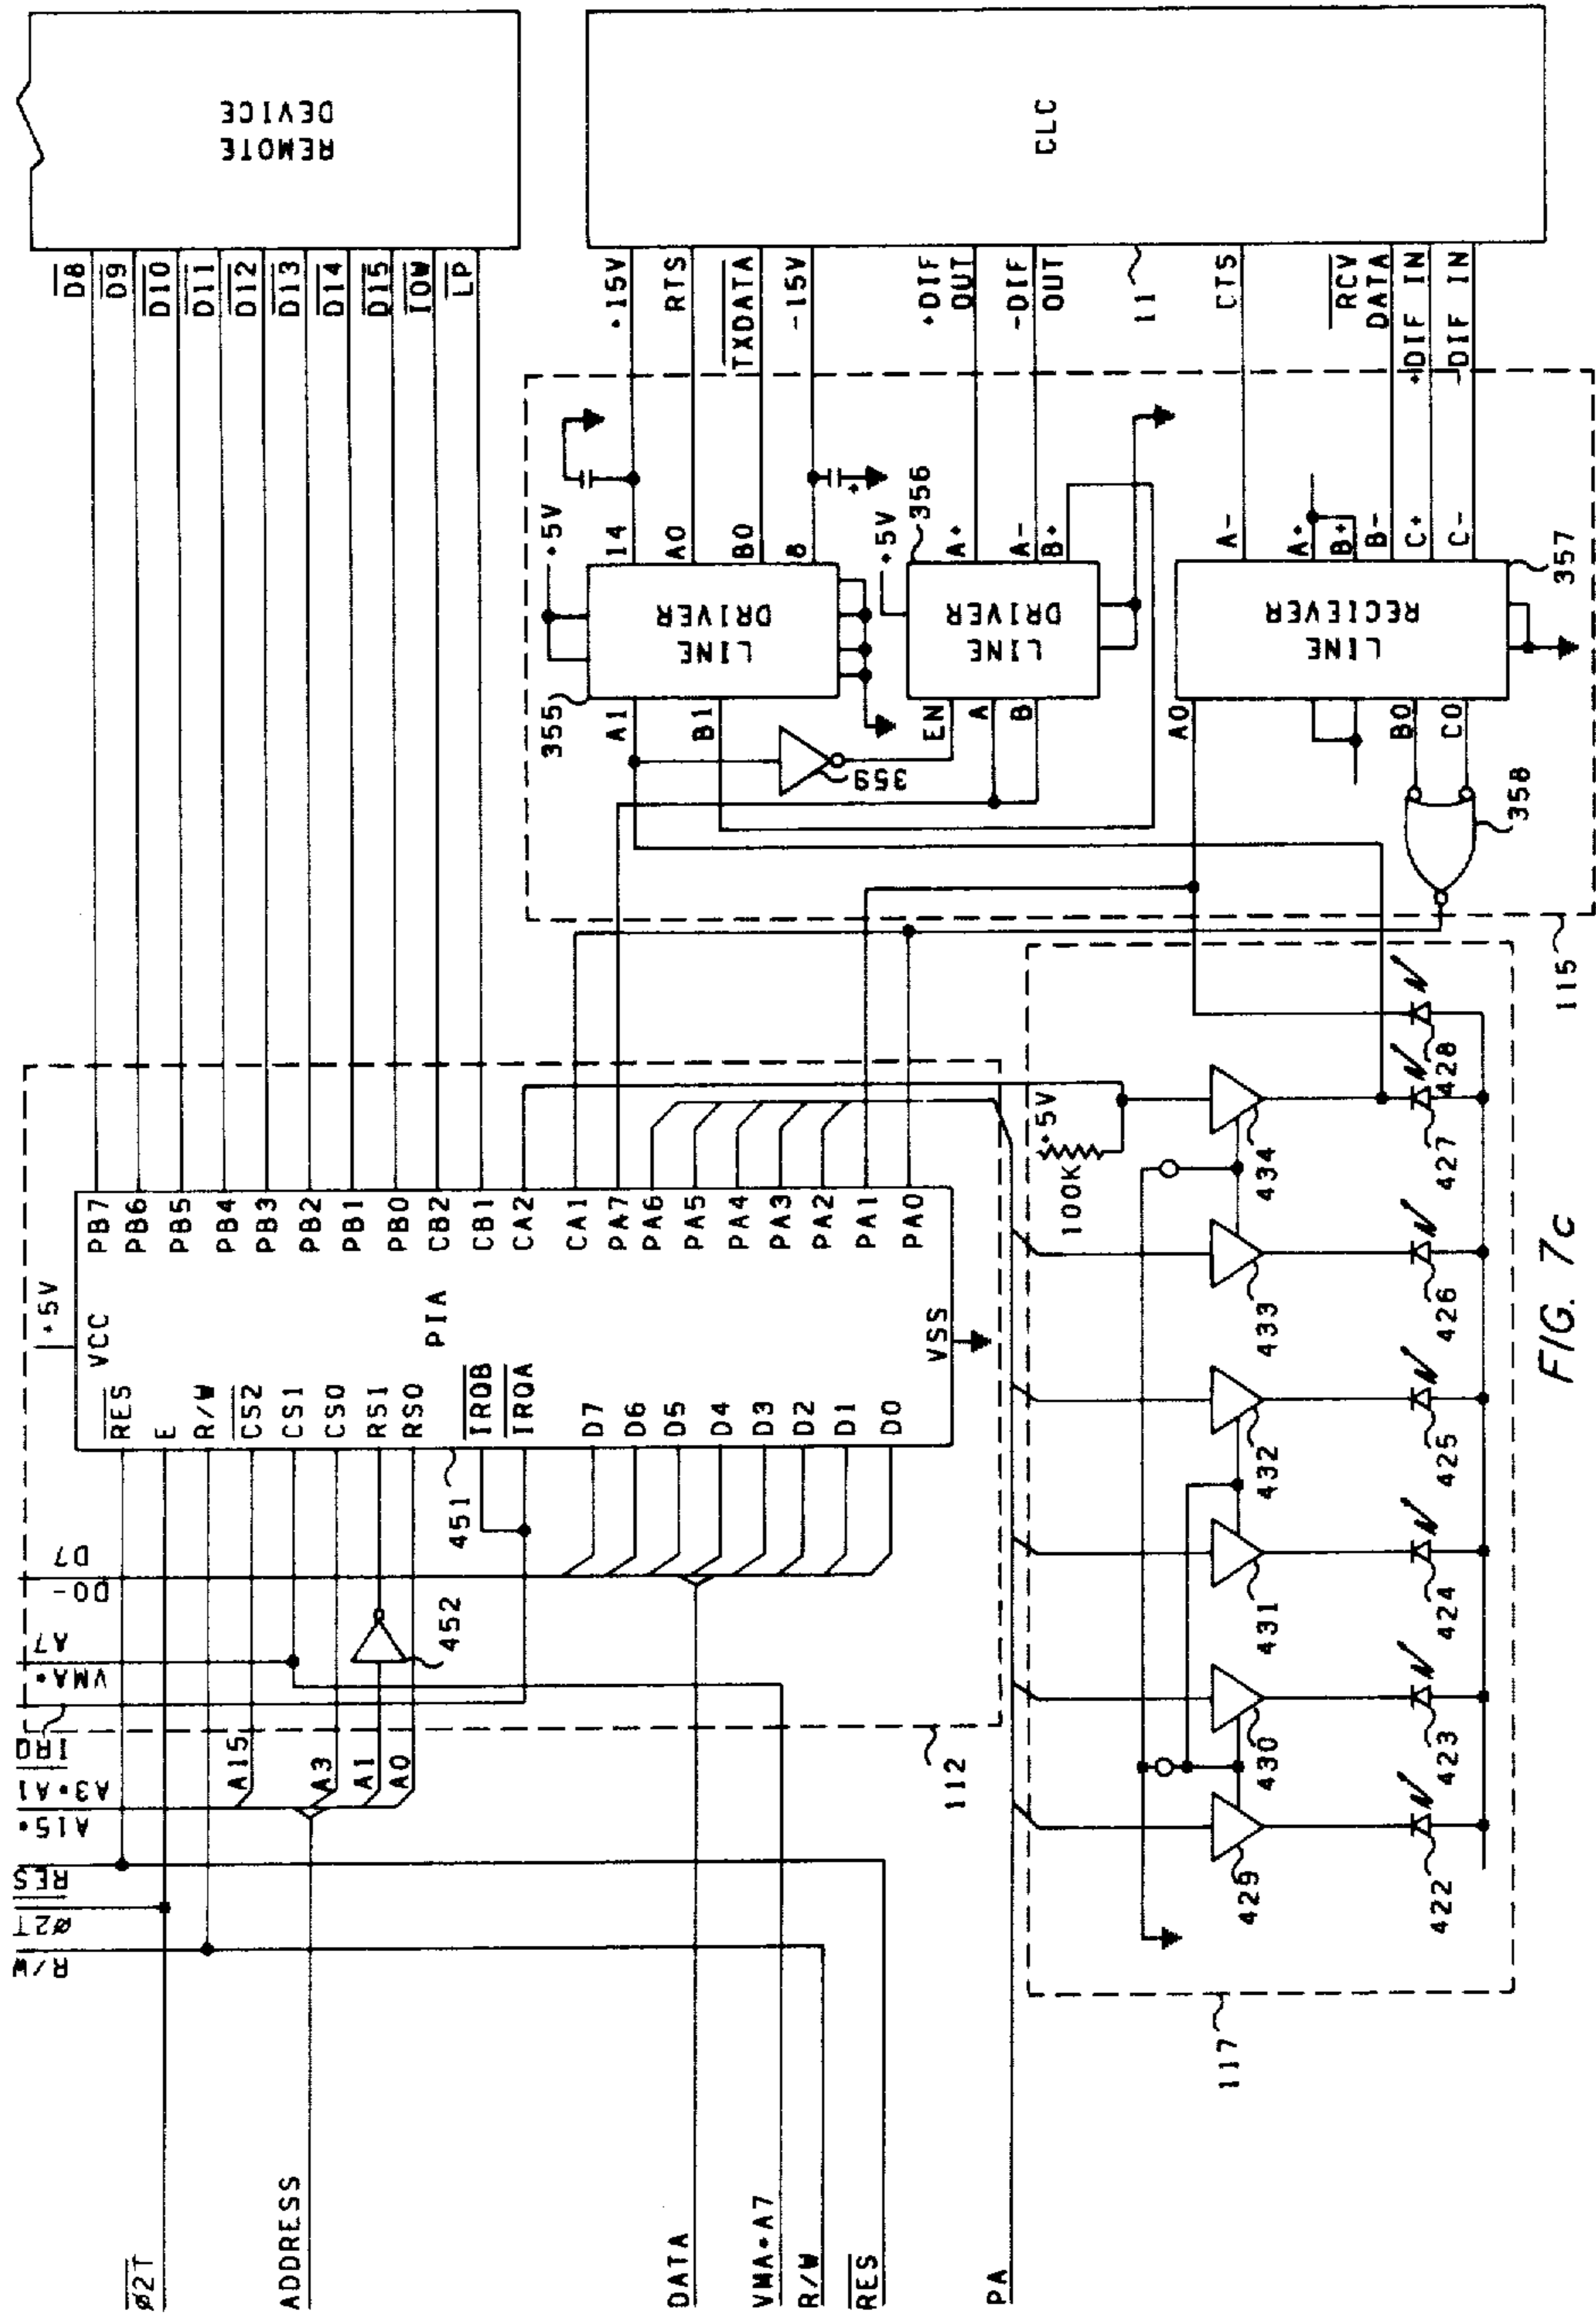 REMOTE
DEVICE
D8
D9
D10
D11
D12
D13
D14
D15
IOW
LP
CLC
+15V
RTS
TXDATA
-15V
+DIF
OUT
-DIF
OUT
11
CTS
RCV
DATA
+DIF IN
-DIF IN
+5V
14
A0
B0
8
LINE
DRIVER
355
A1
B1
359
+5V
356
A+
A-
B+
LINE
DRIVER
EN
A
B
A-
A+
B+
B-
C+
C-
LINE
RECIEVER
357
A0
B0
C0
358
115
+5V
VCC
PIA
VSS
PB7
PB6
PB5
PB4
PB3
PB2
PB1
PB0
CB2
CB1
CA2
CA1
PA7
PA6
PA5
PA4
PA3
PA2
PA1
PA0
RES
E
R/W
CS2
CS1
CS0
RS1
RS0
IRQB
IRQA
D7
D6
D5
D4
D3
D2
D1
D0
451
452
D0-
D7
VMA•
A7
IRQ
A15•
A3•A1
RES
Ø2T
R/W
A15
A3
A1
A0
112
Ø2T
ADDRESS
DATA
VMA•A7
R/W
RES
PA
+5V
100K
434
433
432
431
430
429
428
427
426
425
424
423
422
117
FIG. 7c